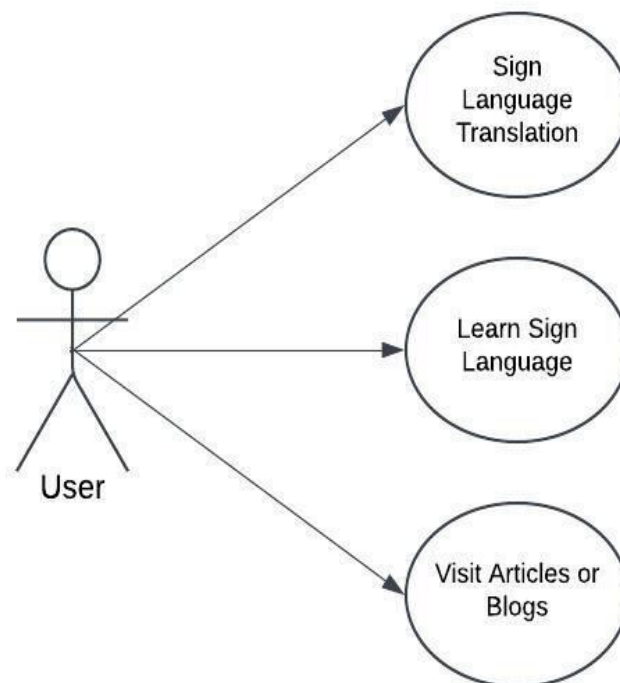 Sign
Language
Translation
Learn Sign
Language
User
Visit Articles or
Blogs